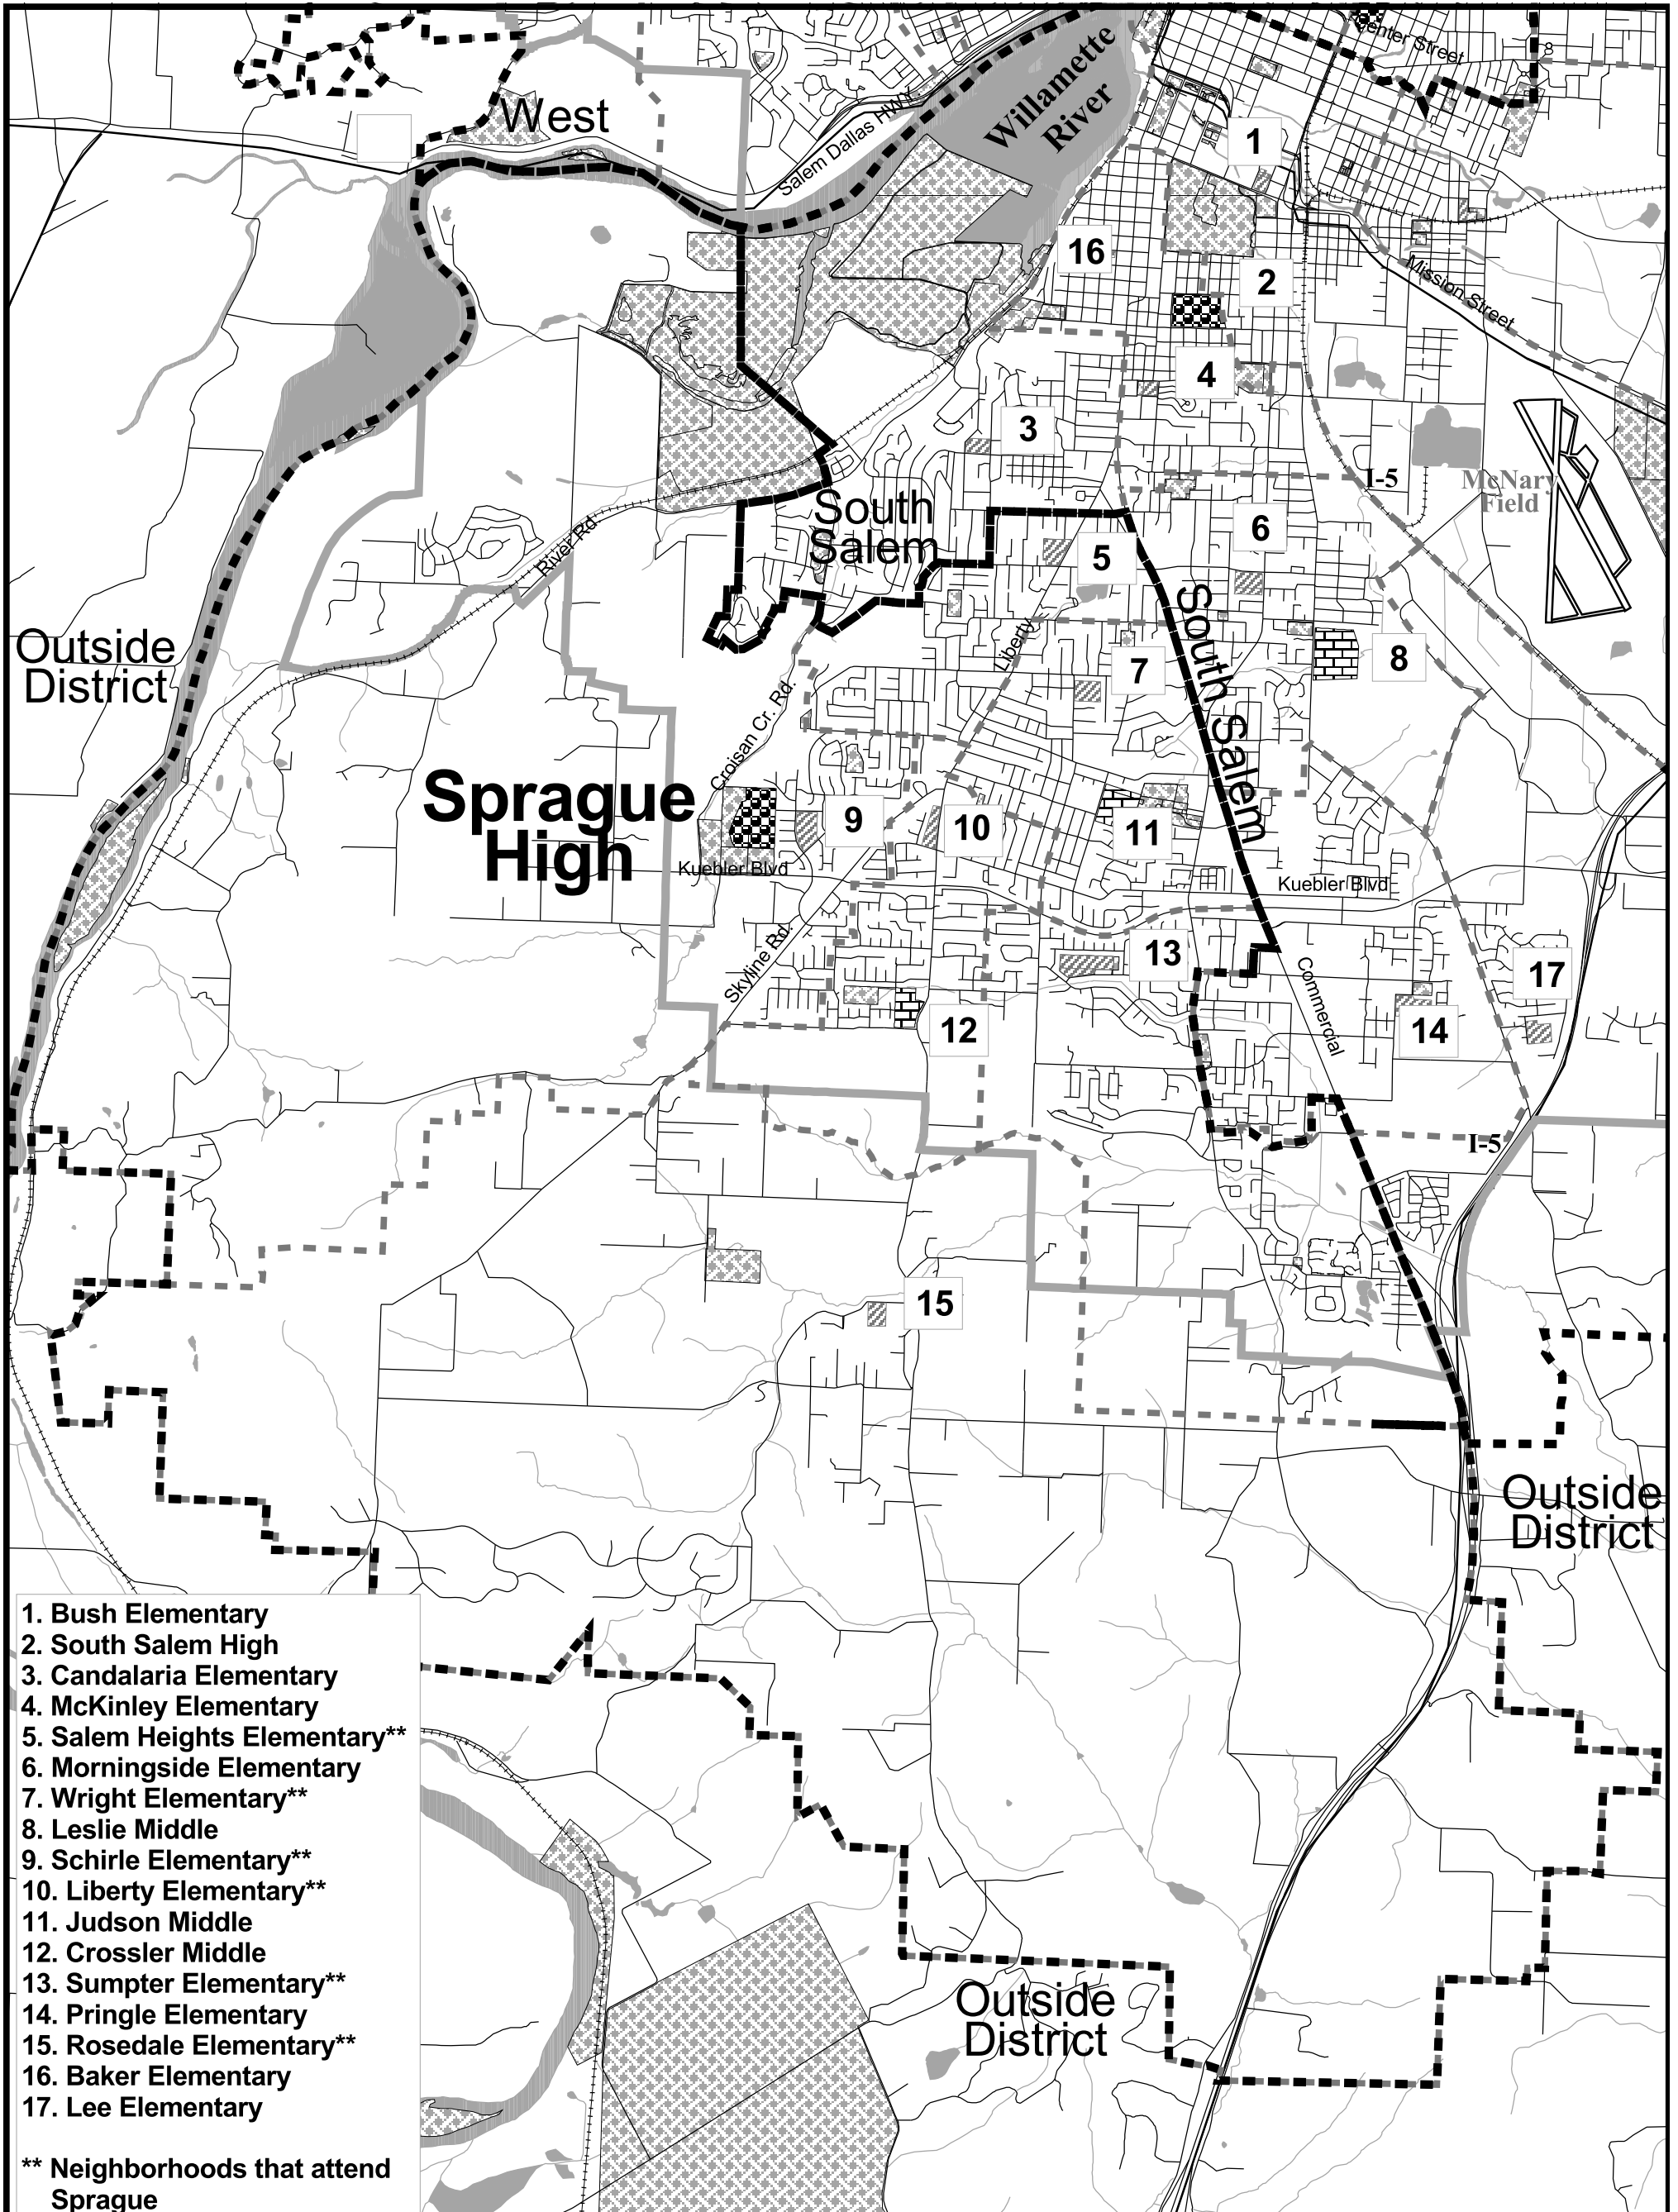 Center Street
West
Willamette
River
Salem Dallas HWY
1
16
2
Mission Street
4
3
I-5
McNary
Field
South
Salem
6
5
River Rd
South Salem
Outside
District
Liberty
7
8
Croisan Cr. Rd.
Sprague
High
9
10
11
Kuebler Blvd
Kuebler Blvd
Skyline Rd.
13
Commercial
17
12
14
I-5
15
Outside
District
1. Bush Elementary
2. South Salem High
3. Candalaria Elementary
4. McKinley Elementary
5. Salem Heights Elementary**
6. Morningside Elementary
7. Wright Elementary**
8. Leslie Middle
9. Schirle Elementary**
10. Liberty Elementary**
11. Judson Middle
12. Crossler Middle
13. Sumpter Elementary**
14. Pringle Elementary
15. Rosedale Elementary**
16. Baker Elementary
17. Lee Elementary
** Neighborhoods that attend
Sprague
Outside
District